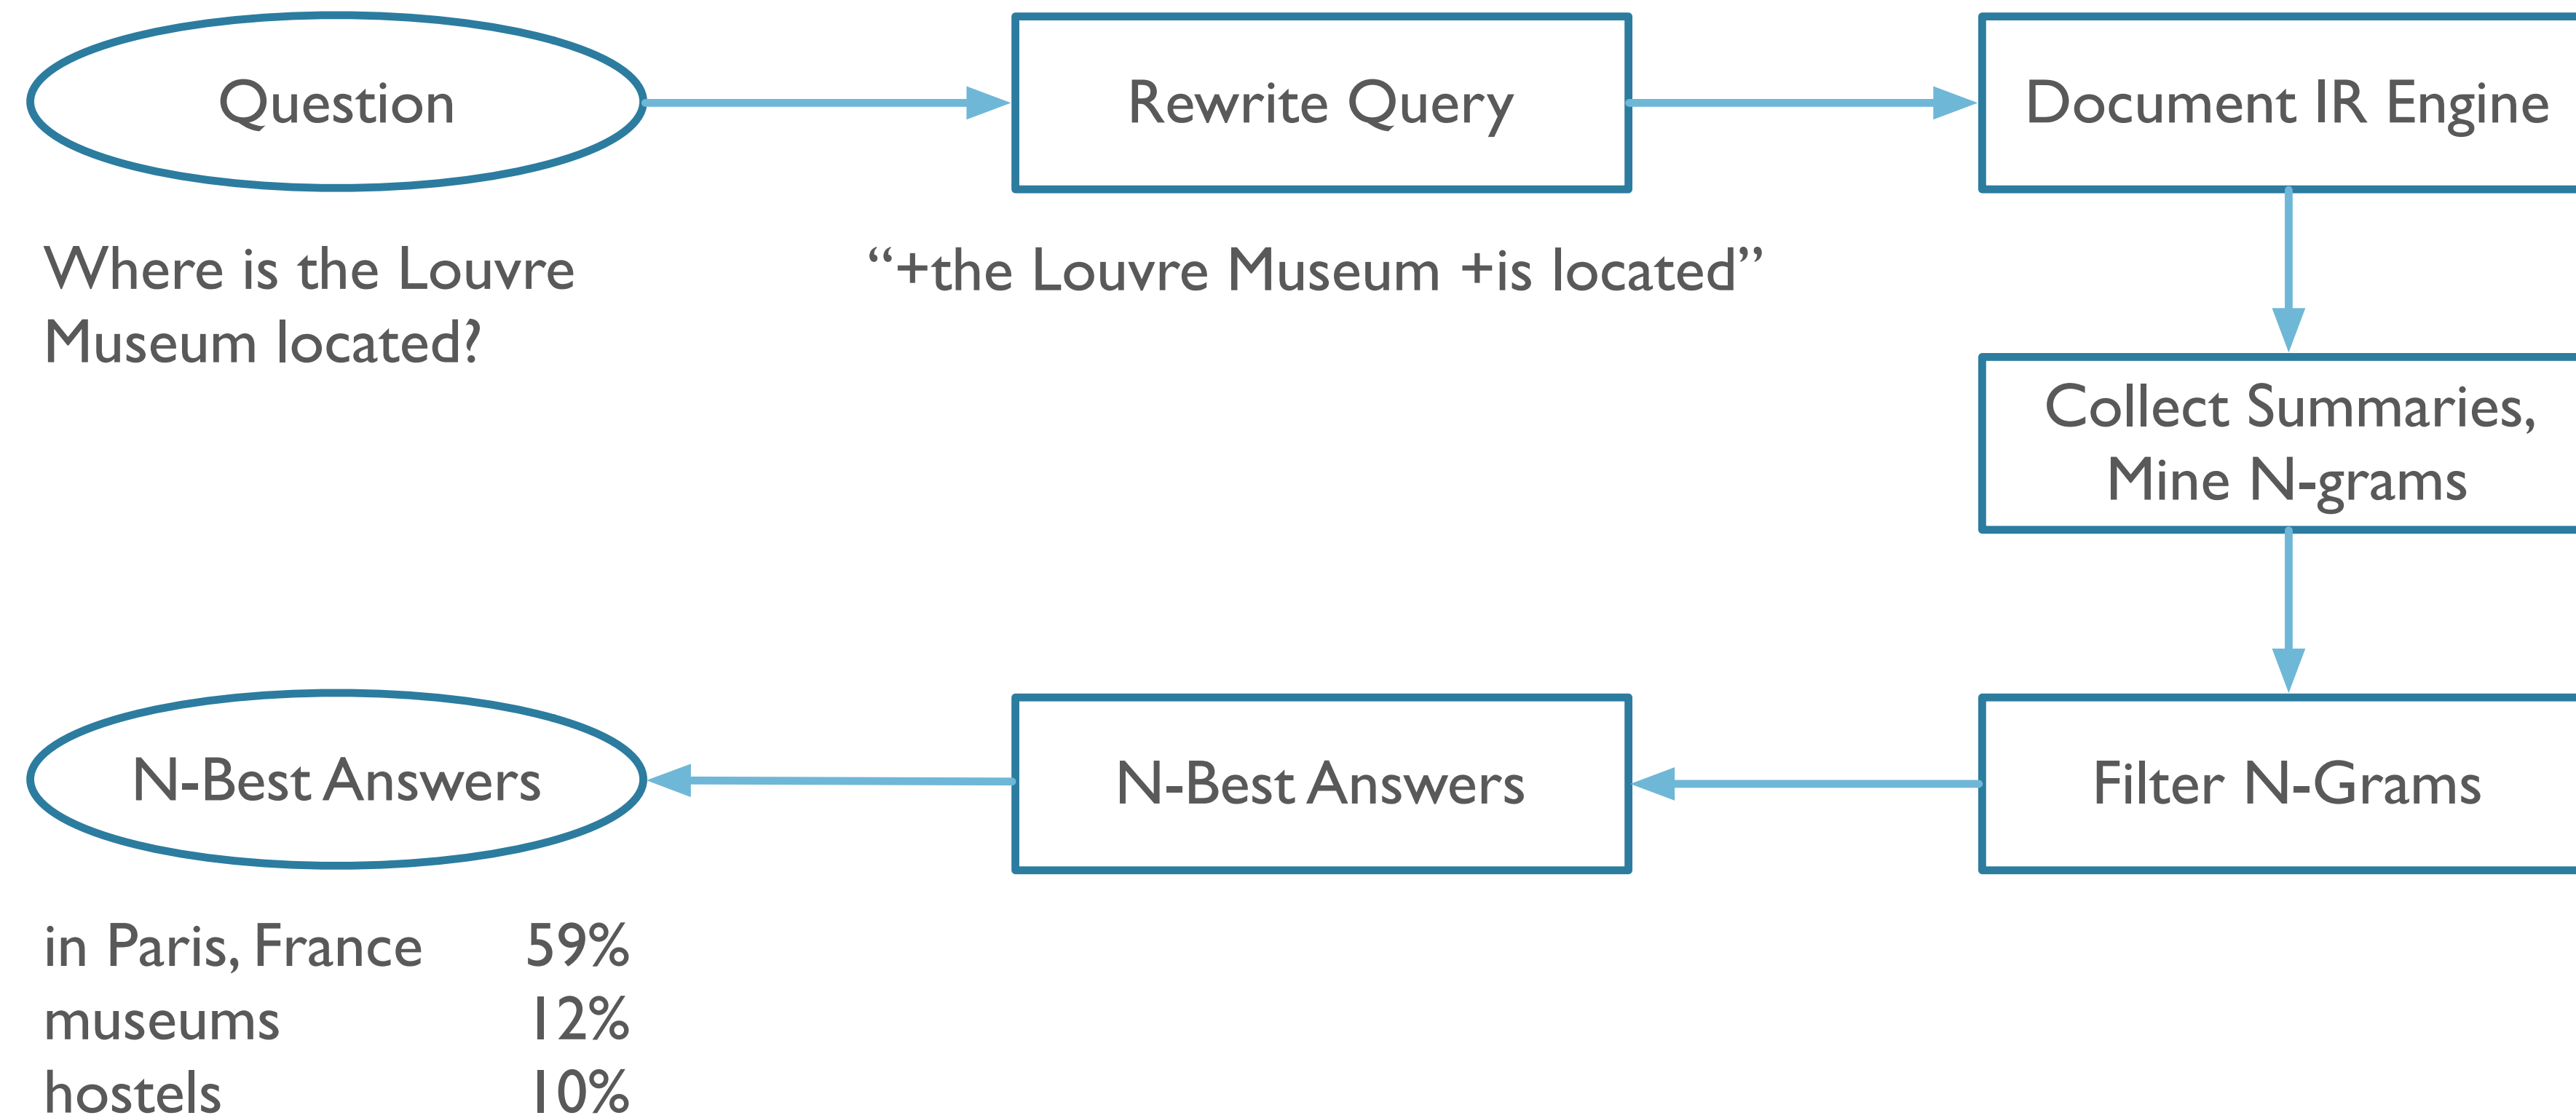 Question
Rewrite Query
Document IR Engine
Where is the Louvre
Museum located?
“+the Louvre Museum +is located”
Collect Summaries,
Mine N-grams
Filter N-Grams
N-Best Answers
N-Best Answers
in Paris, France 59%
museums 12%
hostels 10%